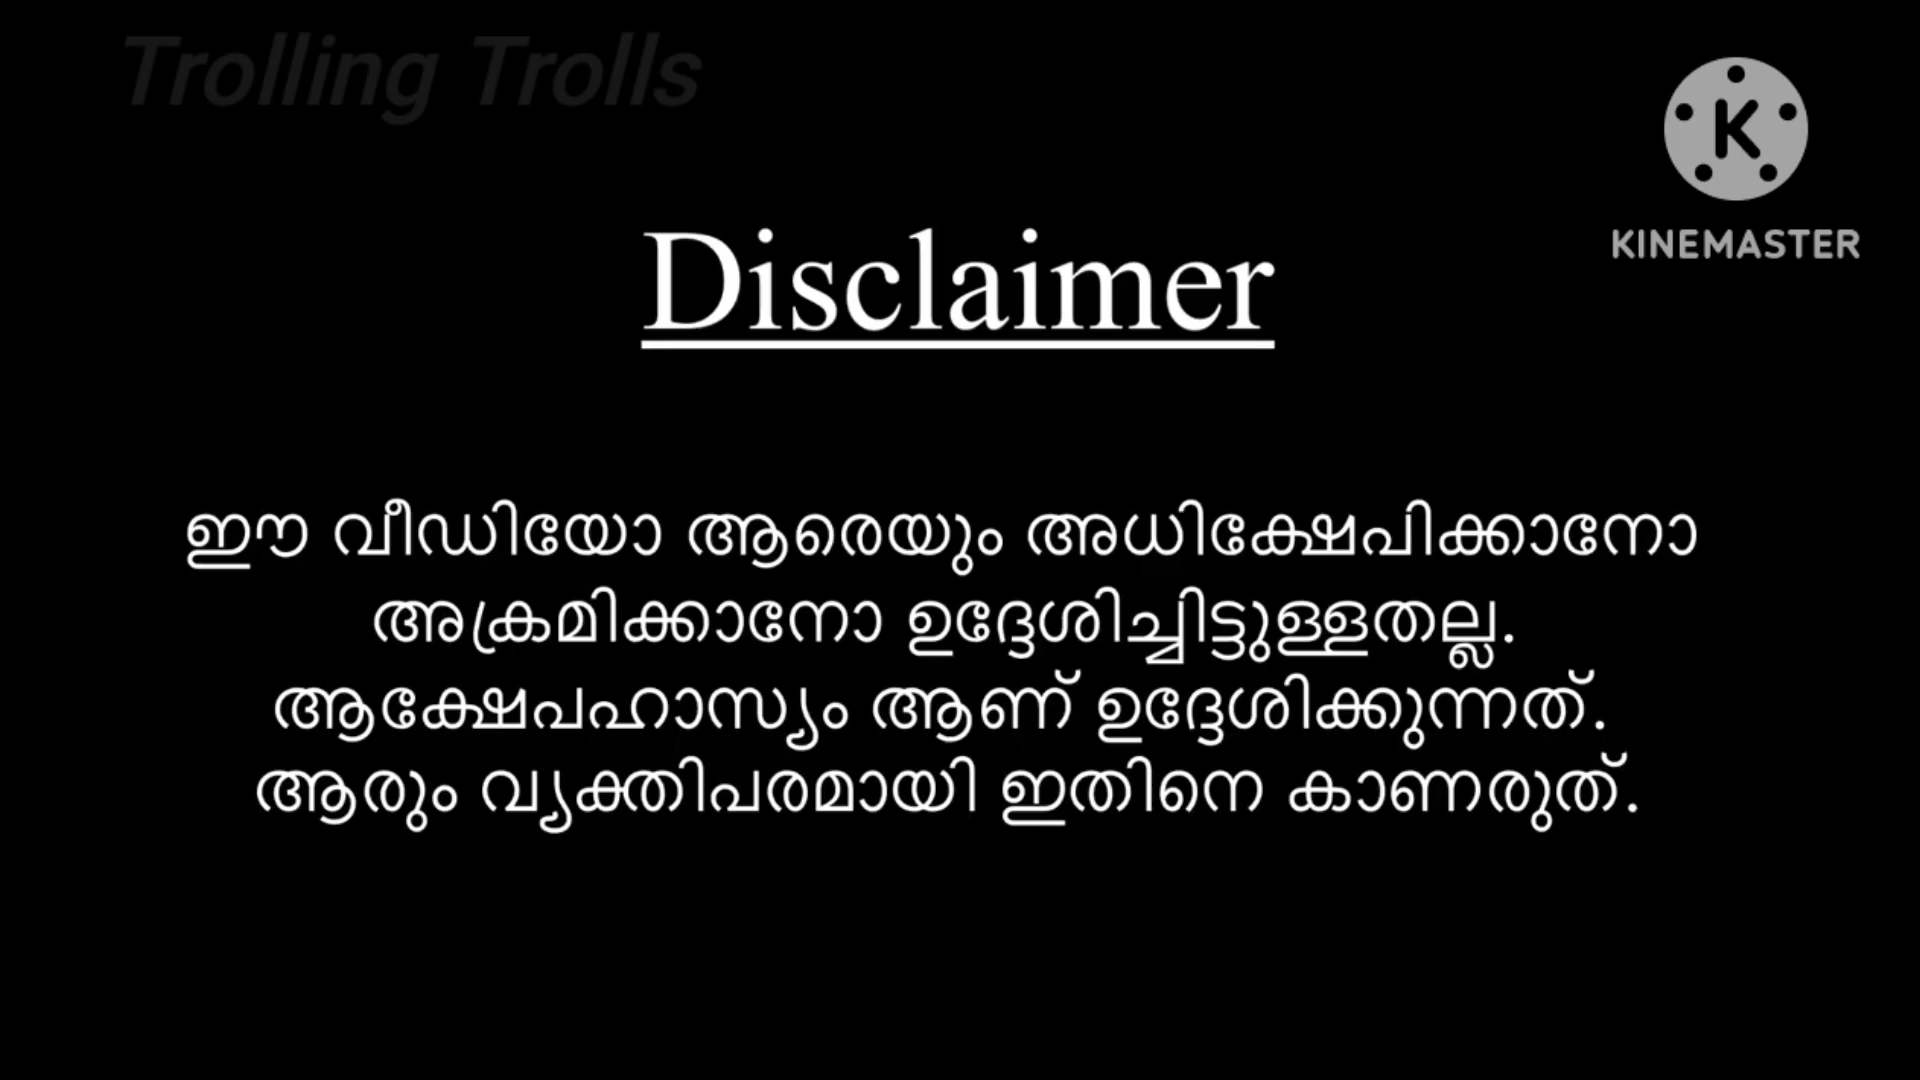 Trolling Trolls
K
KINEMASTER
Disclaimer
ഈ വീഡിയോ ആരെയും അധിക്ഷേപിക്കാനോ
അക്രമിക്കാനോ ഉദ്ദേശിച്ചിട്ടുള്ളതല്ല.
ആക്ഷേപഹാസ്യം ആണ് ഉദ്ദേശിക്കുന്നത്.
ആരും വ്യക്തിപരമായി ഇതിനെ കാണരുത്.